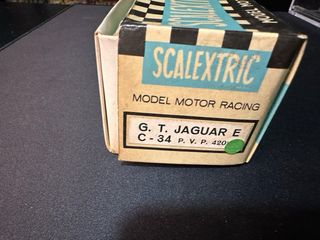 SCALEXTRIC
MODEL MOTOR RACING
G. T. JAGUAR E
C - 34 P. V. P. 420